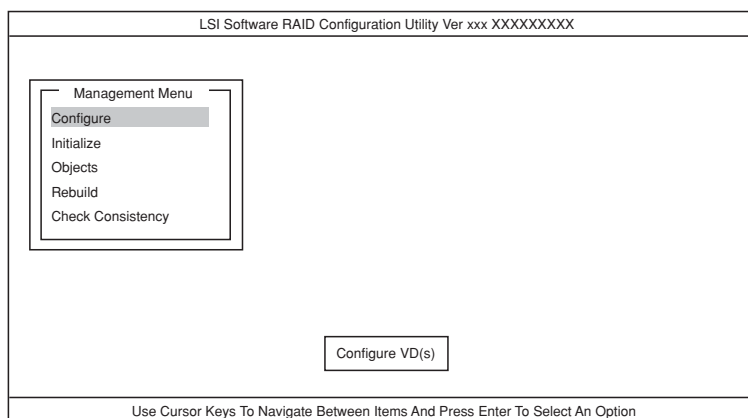 LSI Software RAID Configuration Utility Ver xxx XXXXXXXXX
Management Menu
Configure
Initialize
Objects
Rebuild
Check Consistency
Configure VD(s)
Use Cursor Keys To Navigate Between Items And Press Enter To Select An Option